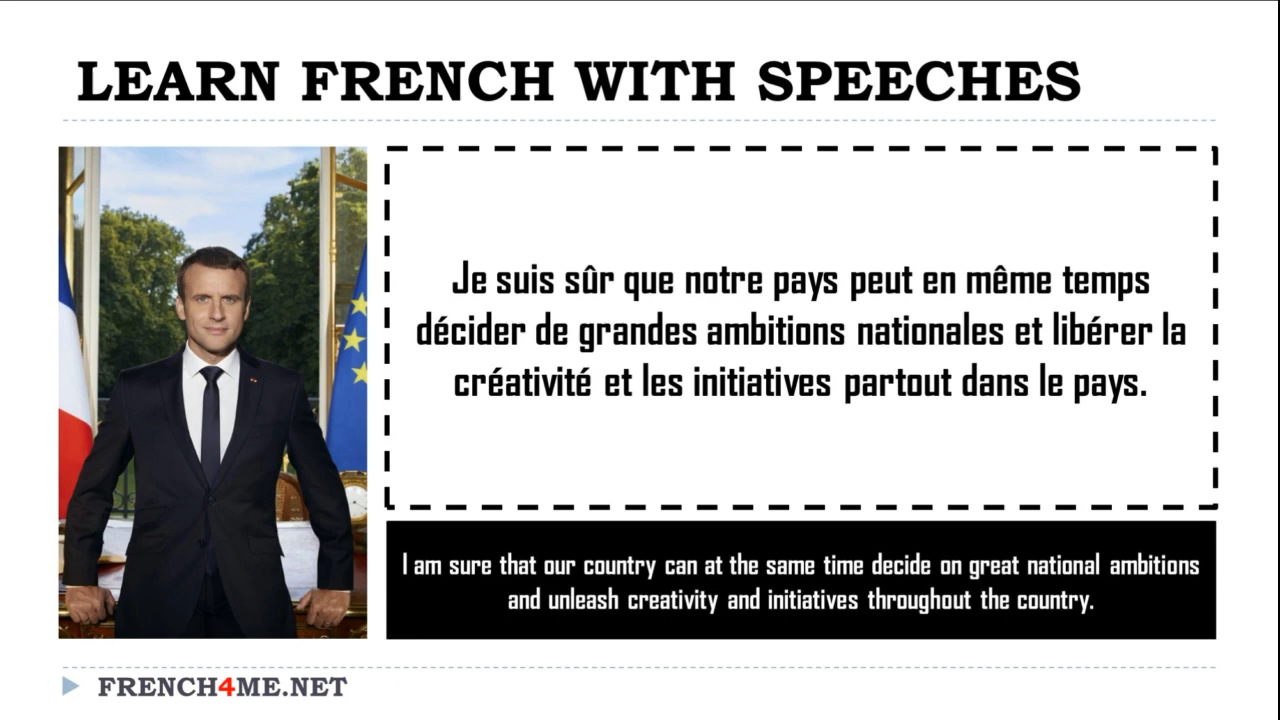 LEARN FRENCH WITH SPEECHES
Je suis sûr que notre pays peut en même temps
décider de grandes ambitions nationales et libérer la
créativité et les initiatives partout dans le pays.
I am sure that our country can at the same time decide on great national ambitions
and unleash creativity and initiatives throughout the country.
FRENCH4ME.NET